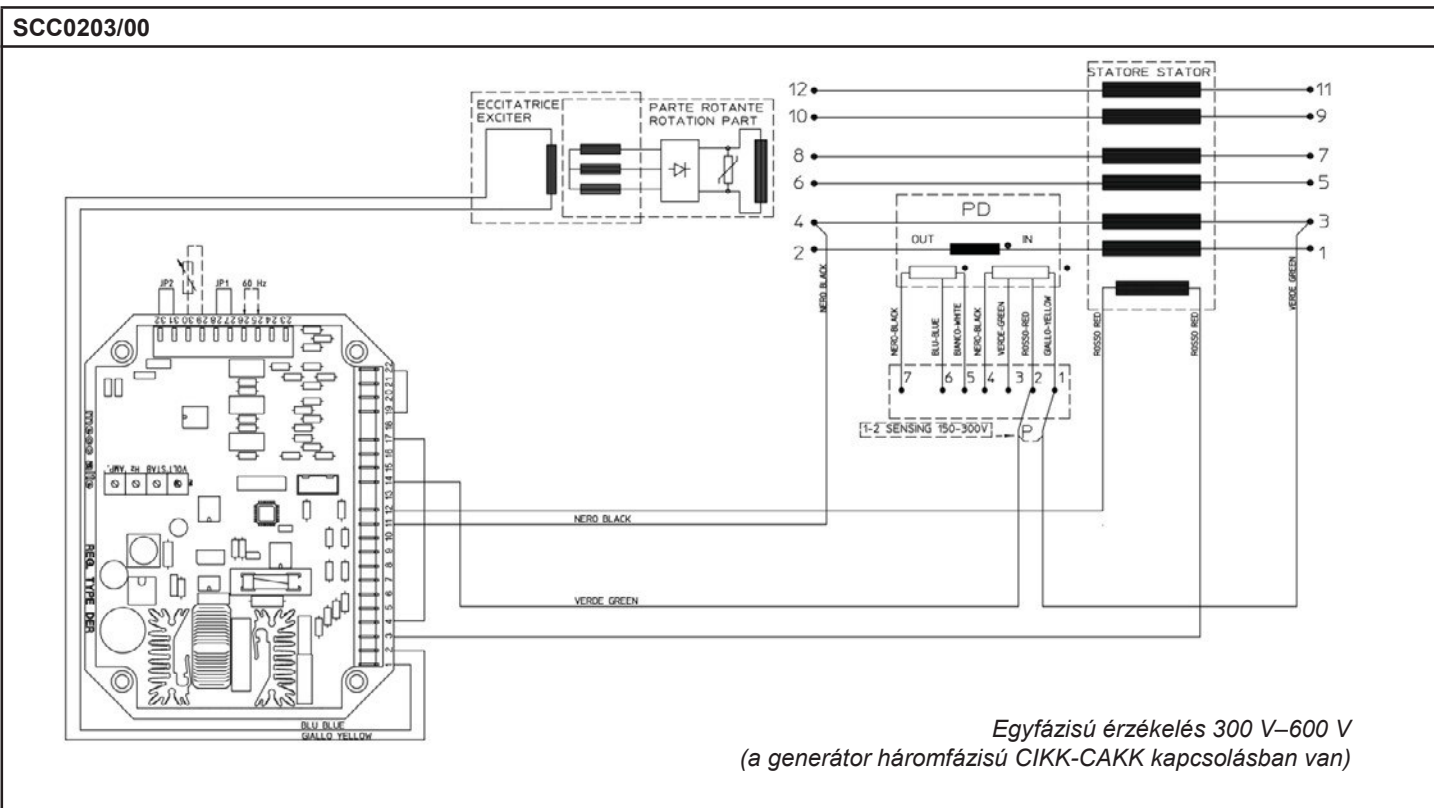 SCC0203/00
STATORE STATOR
ECCITATRICE
EXCITER
PARTE ROTANTE
ROTATION PART
12
11
10
9
8
7
6
5
4
3
2
1
PD
OUT
IN
NERO BLACK
VERDE GREEN
NERO-BLACK
BLU-BLUE
BIANCO-WHITE
NERO-BLACK
VERDE-GREEN
ROSSO-RED
GIALLO-YELLOW
ROSSO RED
ROSSO RED
7 6 5 4 3 2 1
1-2 SENSING 150-300V
P
JP2 JP1 60 Hz
32 31 30 29 28 27 26 25 24 23
22
21
20
19
18
17
16
15
14
13
12
11
10
9
8
7
6
5
4
3
2
1
mecc alte
AMP. Hz STAB VOLT
REG. TYPE DER
NERO BLACK
VERDE GREEN
BLU BLUE
GIALLO YELLOW
Egyfázisú érzékelés 300 V–600 V
(a generátor háromfázisú CIKK-CAKK kapcsolásban van)